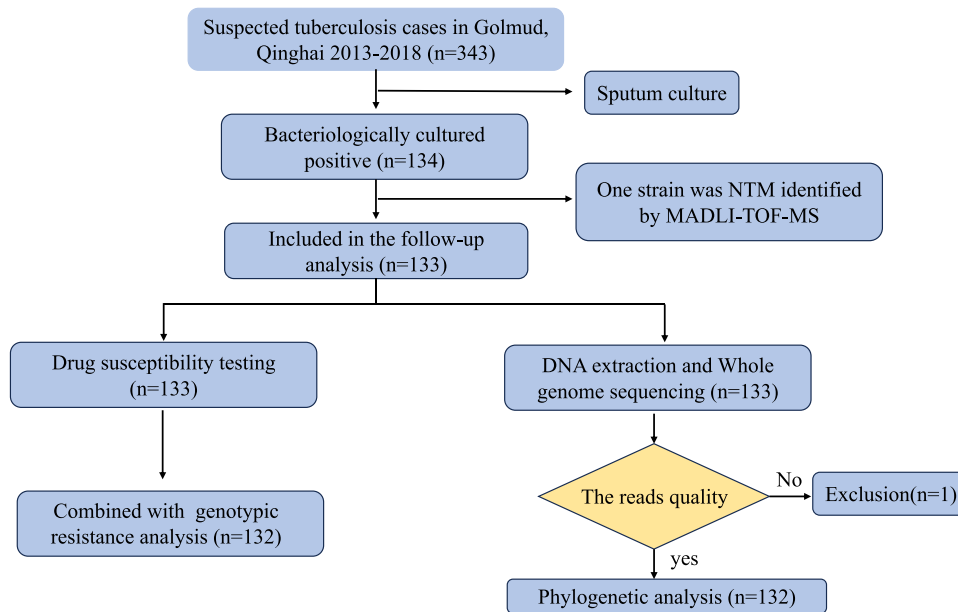 Suspected tuberculosis cases in Golmud,
Qinghai 2013-2018 (n=343)
Sputum culture
Bacteriologically cultured
positive (n=134)
One strain was NTM identified
by MADLI-TOF-MS
Included in the follow-up
analysis (n=133)
Drug susceptibility testing
(n=133)
DNA extraction and Whole
genome sequencing (n=133)
Combined with genotypic
resistance analysis (n=132)
The reads quality
No
Exclusion(n=1)
yes
Phylogenetic analysis (n=132)